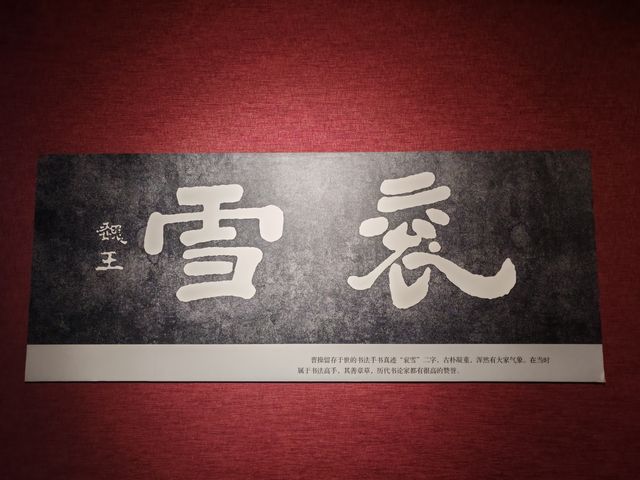 衮雪
魏王
曹操留存于世的书法手书真迹“衮雪”二字，古朴凝重，浑然有大家气象。在当时
属于书法高手，其善章草，历代书论家都有很高的赞誉。